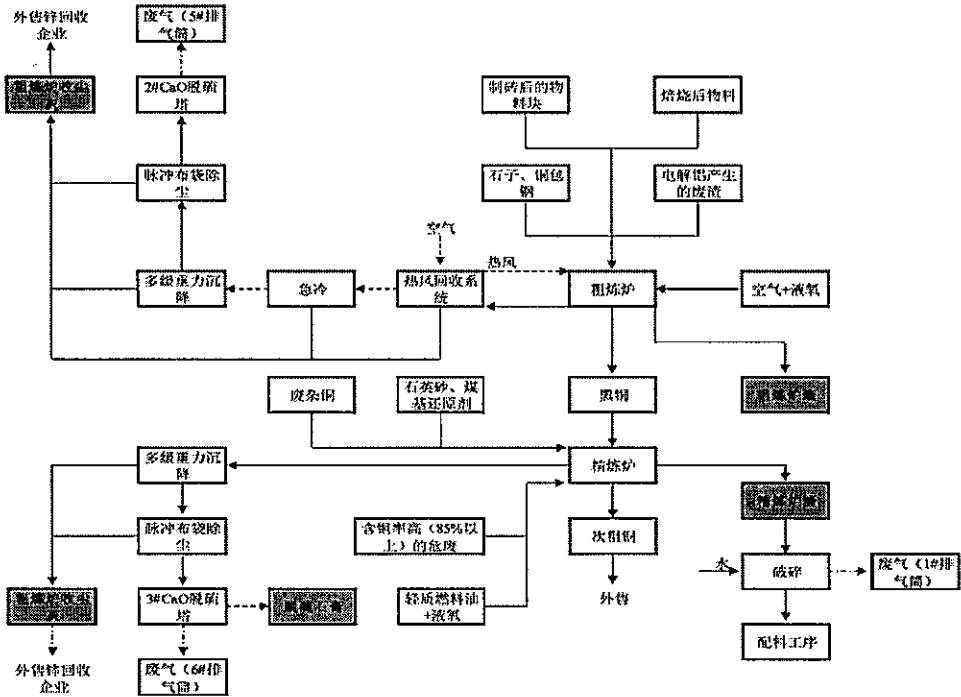 外售锌回收
企业
废气（5#排
气筒）
2#CaO脱硫
塔
制砖后的物
料块
焙烧后物料
脉冲布袋除
尘
石子、铜包
钢
电解铝产生
的废渣
空气
热风
多级重力沉
降
急冷
热风回收系
统
粗炼炉
空气+液氧
废杂铜
石英砂、煤
基还原剂
黑铜
多级重力沉
降
精炼炉
脉冲布袋除
尘
含铜率高（85%以
上）的危废
次粗铜
水
破碎
废气（1#排
气筒）
3#CaO脱硫
塔
脱硫石膏
轻质燃料油
+液氧
外售
配料工序
外售锌回收
企业
废气（6#排
气筒）